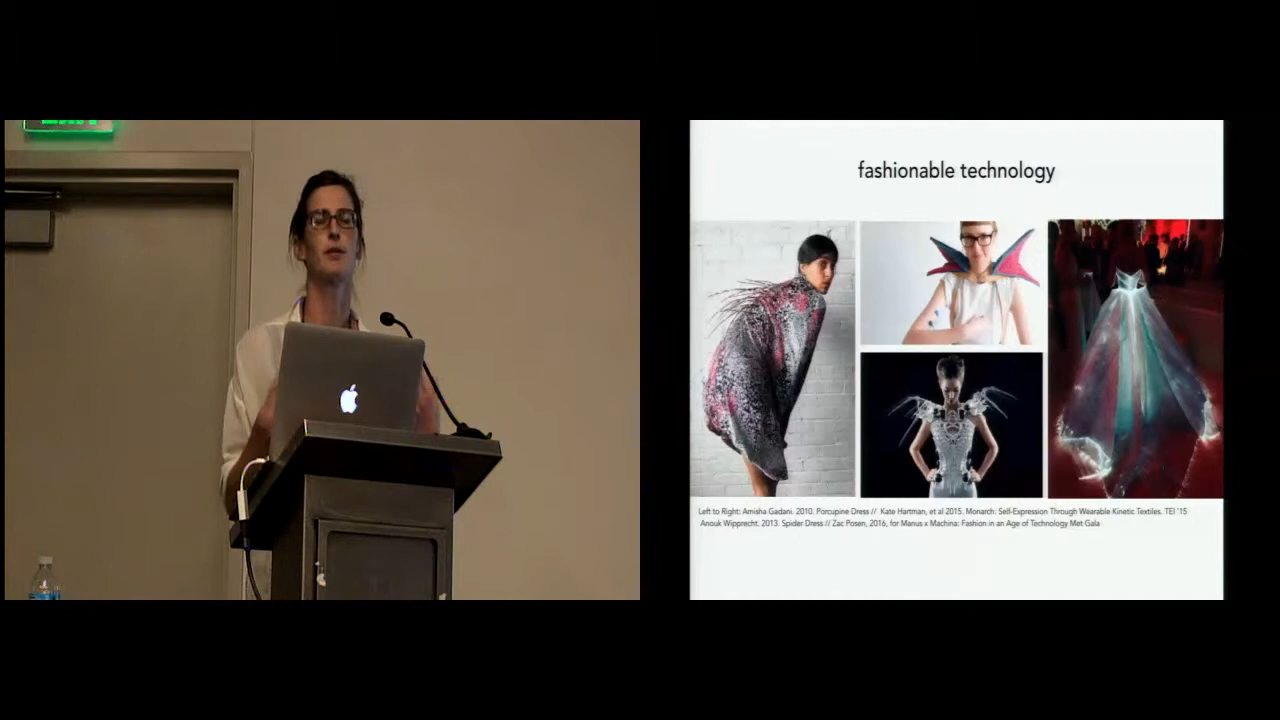 EXIT
fashionable technology
Left to Right: Amisha Gadani. 2010. Porcupine Dress // Kate Hartman, et al 2015. Monarch: Self-Expression Through Wearable Kinetic Textiles. TEI '15
Anouk Wipprecht. 2013. Spider Dress // Zac Posen, 2016, for Manus x Machina: Fashion in an Age of Technology Met Gala